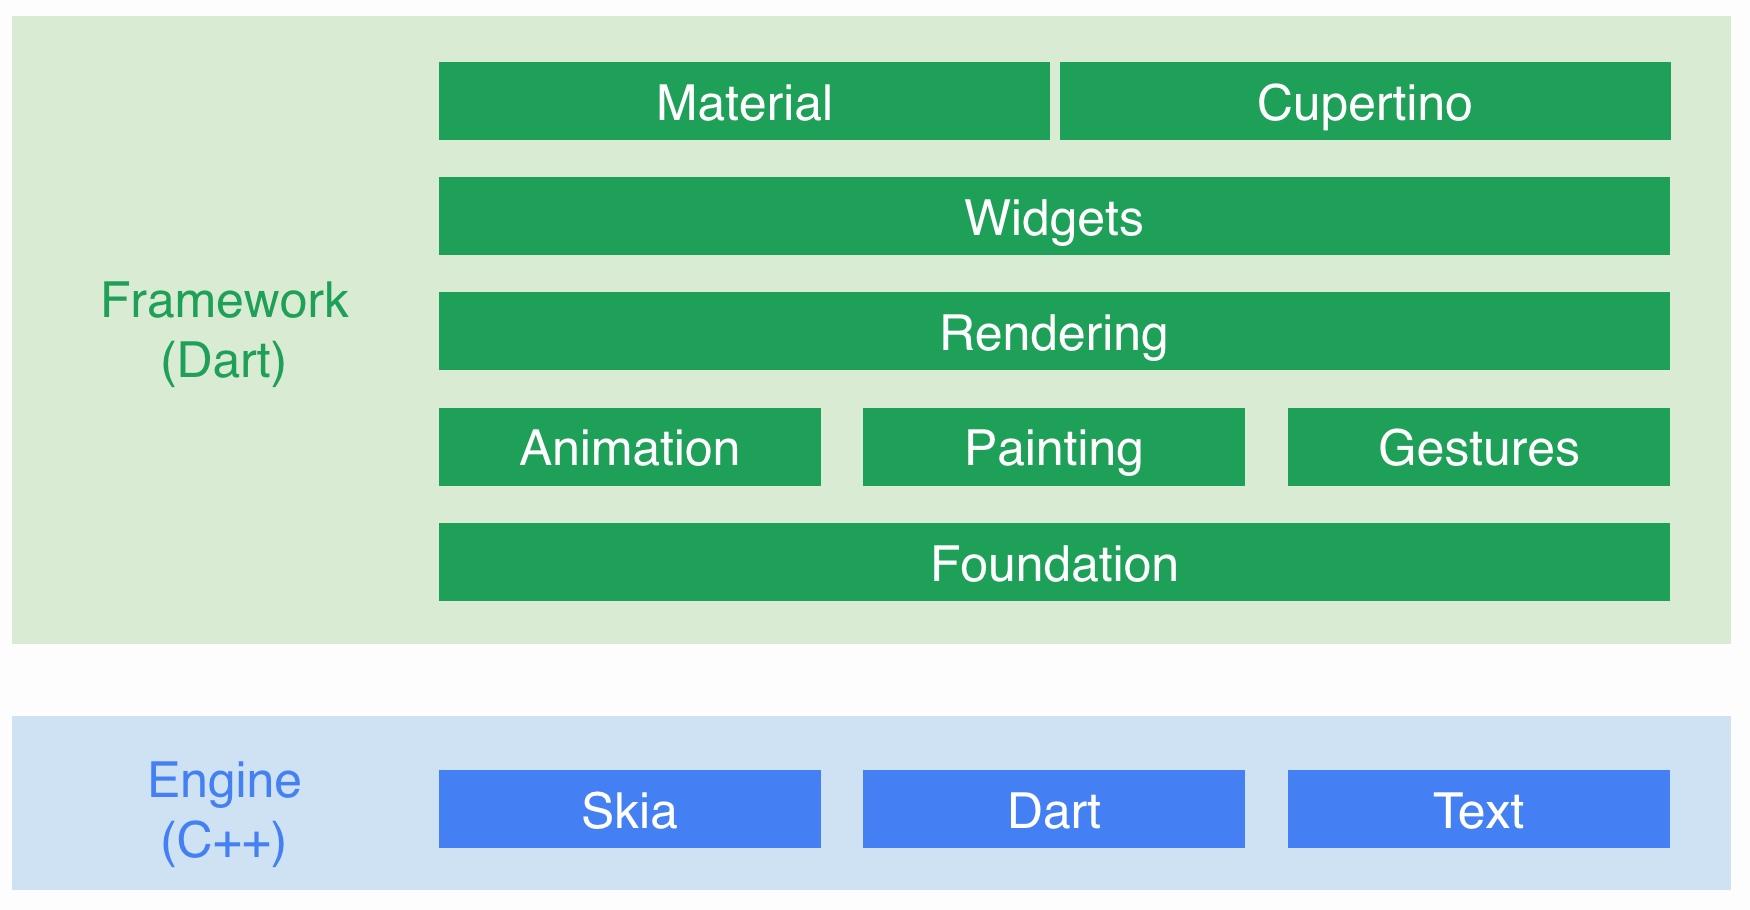 Material Cupertino
Widgets
Framework
(Dart)
Rendering
Animation Painting Gestures
Foundation
Engine
(C++)
Skia Dart Text